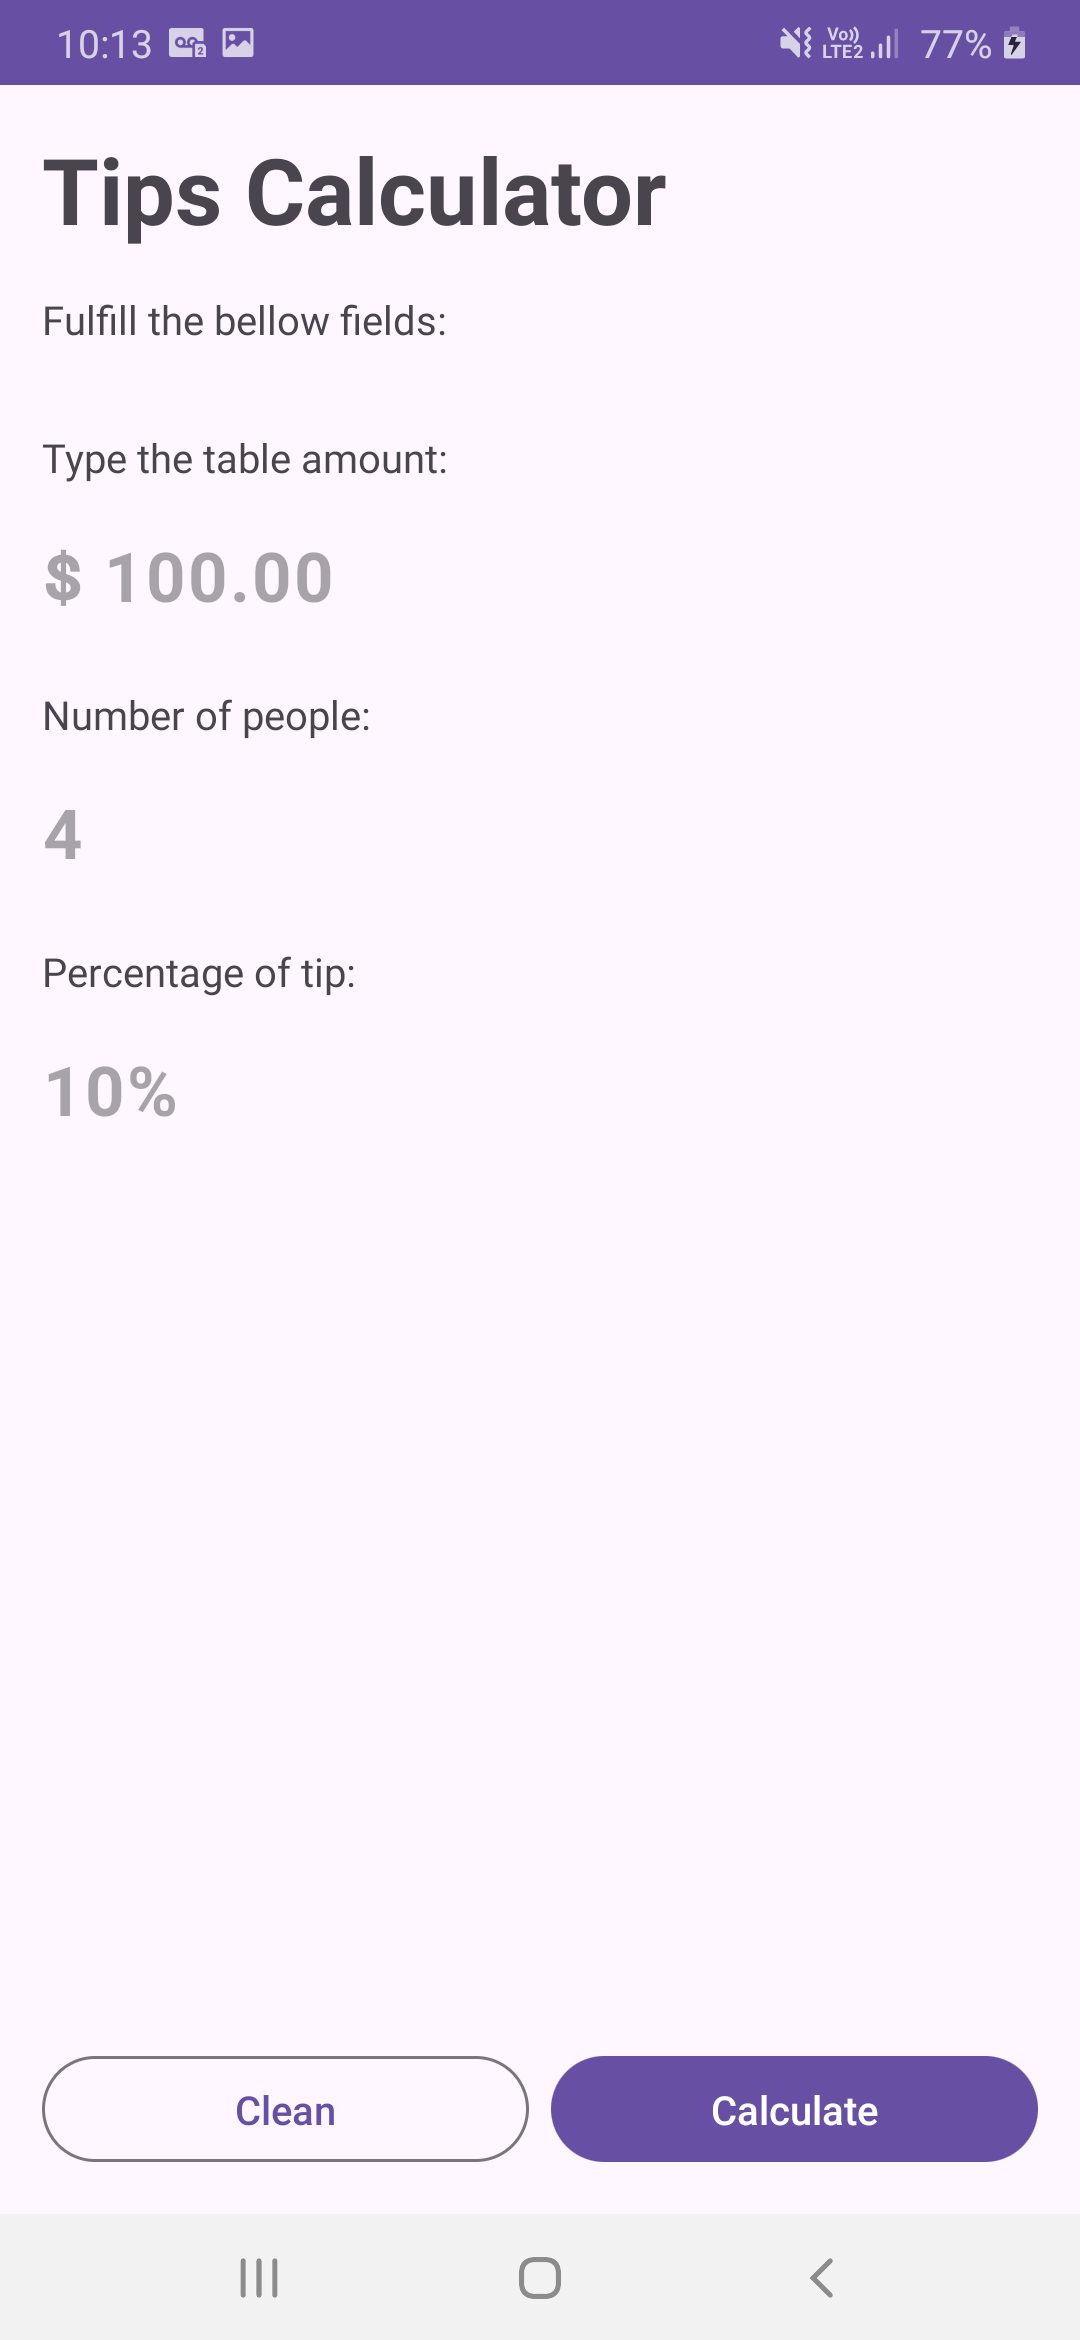 10:13 2 Vo)) LTE2 77%
Tips Calculator
Fulfill the bellow fields:
Type the table amount:
$ 100.00
Number of people:
4
Percentage of tip:
10%
Clean Calculate